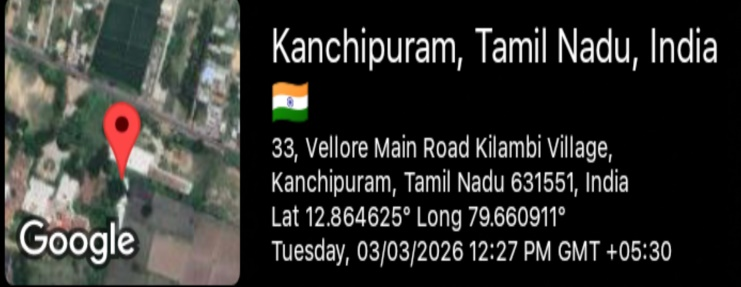 Kanchipuram, Tamil Nadu, India
🇮🇳
33, Vellore Main Road Kilambi Village,
Kanchipuram, Tamil Nadu 631551, India
Lat 12.864625° Long 79.660911°
Tuesday, 03/03/2026 12:27 PM GMT +05:30
Google